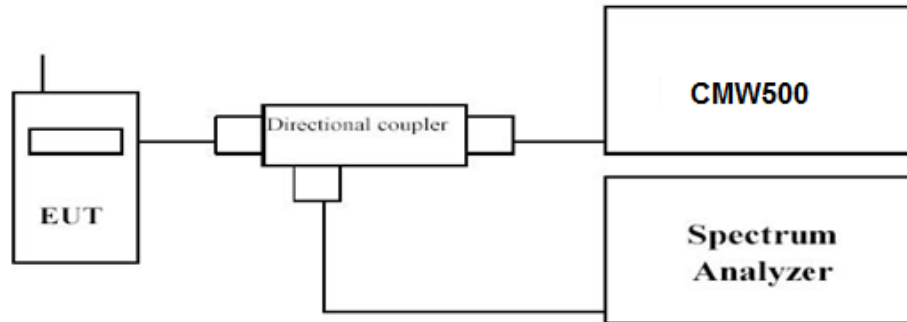 CMW500
Directional coupler
EUT
Spectrum
Analyzer